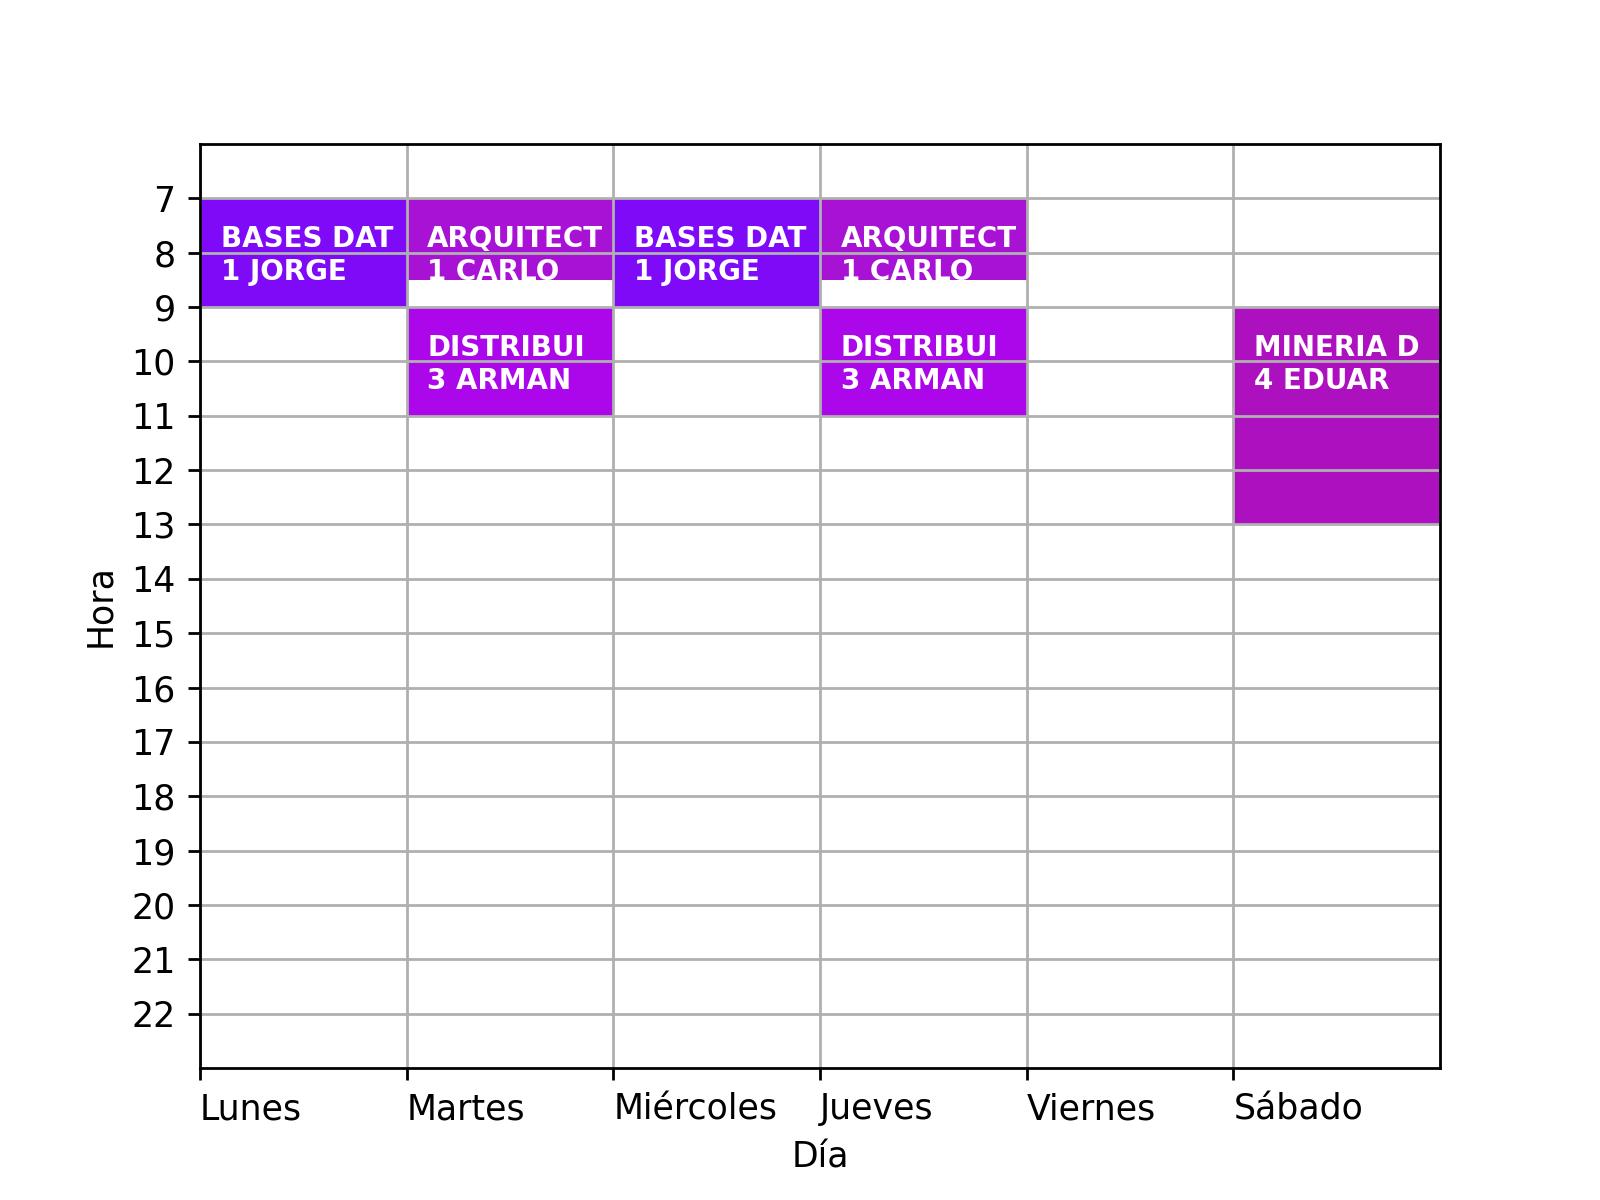 7
8
9
10
11
12
13
14
15
16
17
18
19
20
21
22
Hora
BASES DAT
1 JORGE
ARQUITECT
1 CARLO
BASES DAT
1 JORGE
ARQUITECT
1 CARLO
DISTRIBUI
3 ARMAN
DISTRIBUI
3 ARMAN
MINERIA D
4 EDUAR
Lunes
Martes
Miércoles
Jueves
Viernes
Sábado
Día